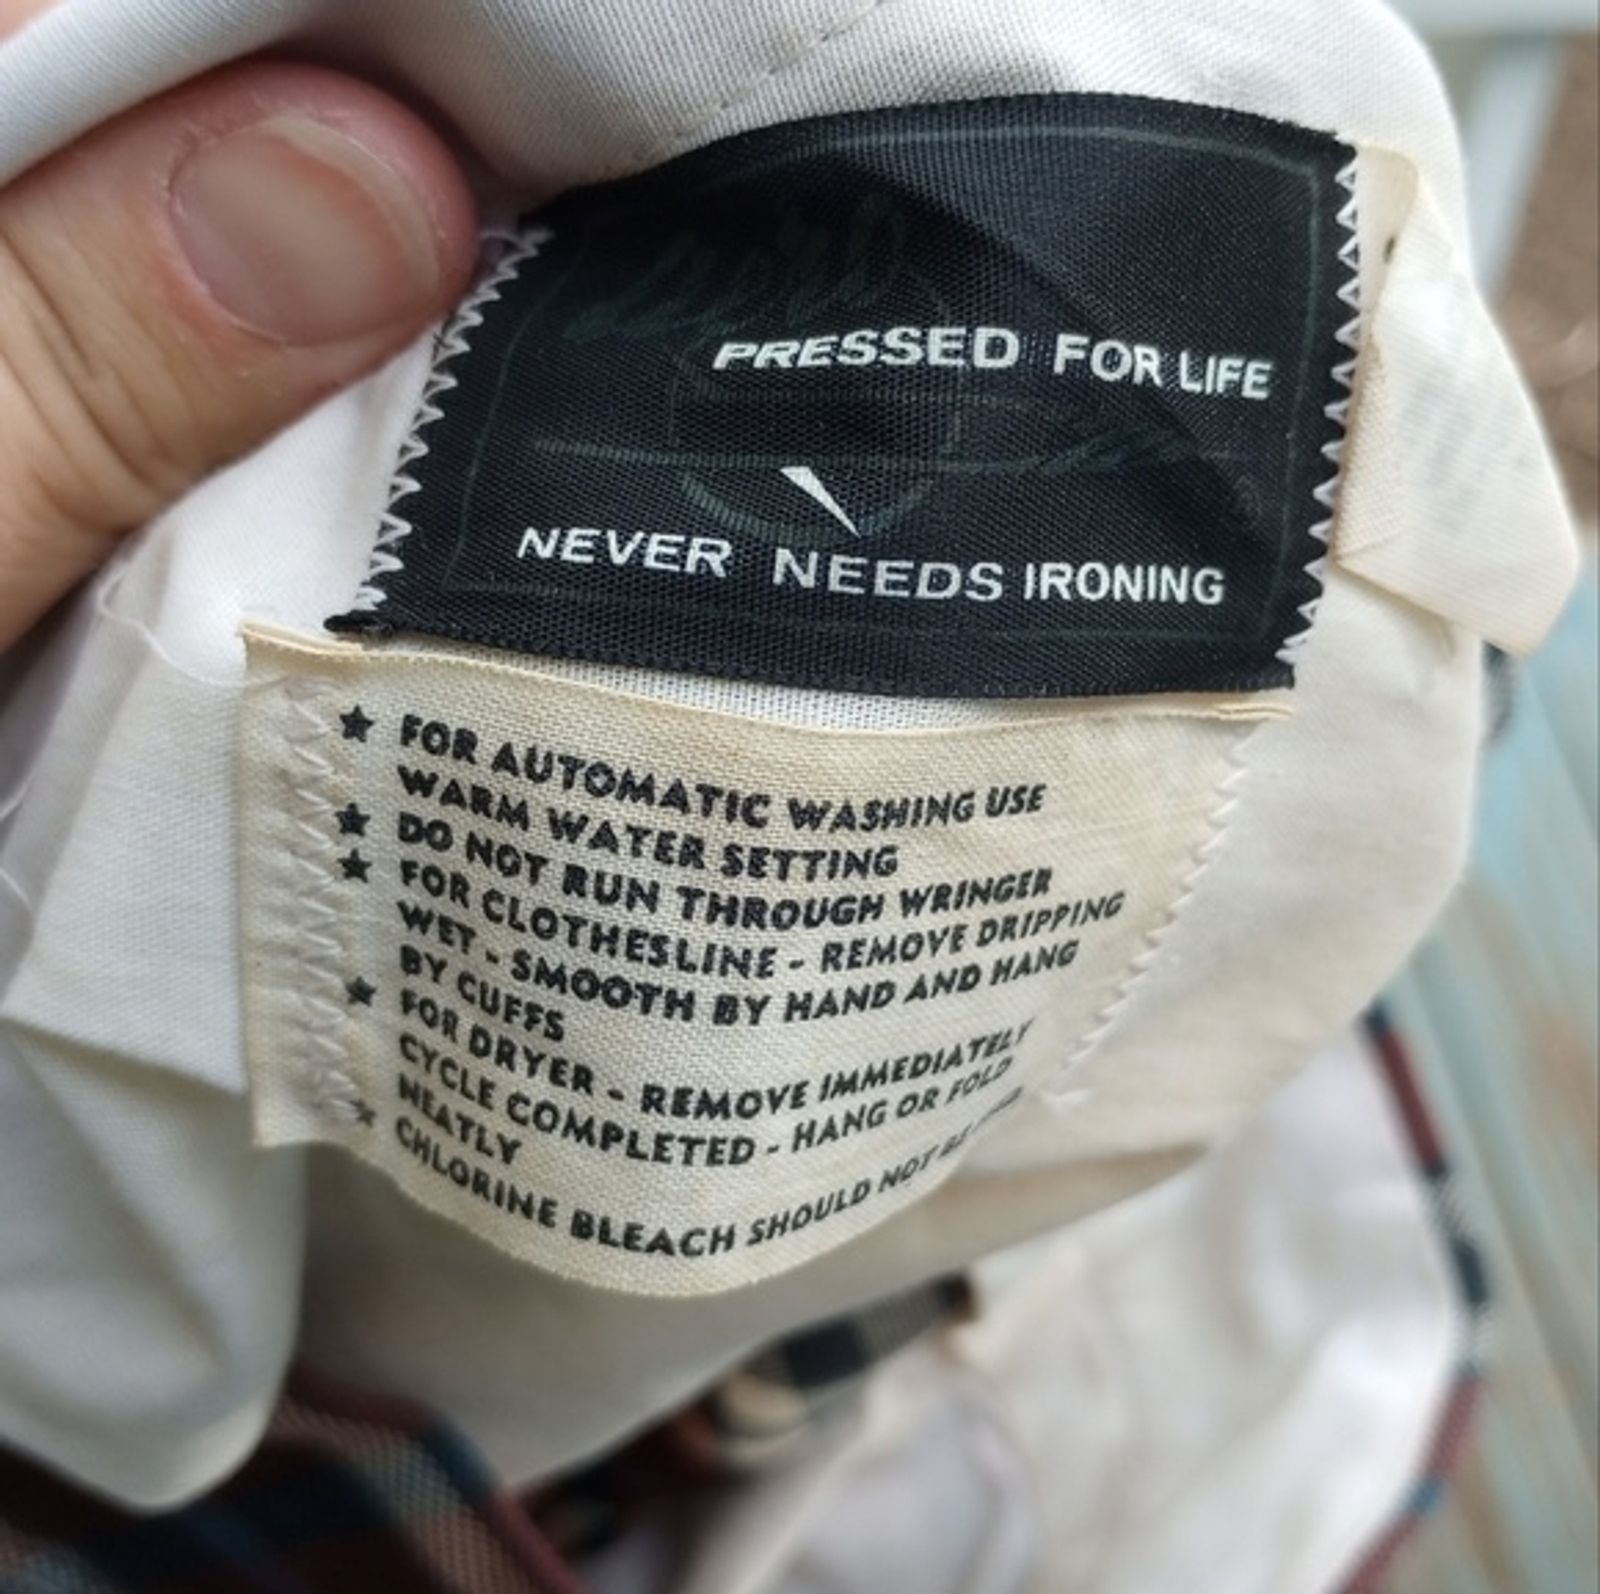 PRESSED FOR LIFE
NEVER NEEDS IRONING
★ FOR AUTOMATIC WASHING USE
WARM WATER SETTING
★ DO NOT RUN THROUGH WRINGER
★ FOR CLOTHESLINE - REMOVE DRIPPING
WET - SMOOTH BY HAND AND HANG
BY CUFFS
★ FOR DRYER - REMOVE IMMEDIATELY
CYCLE COMPLETED - HANG OR FOLD
NEATLY
★ CHLORINE BLEACH SHOULD NOT BE